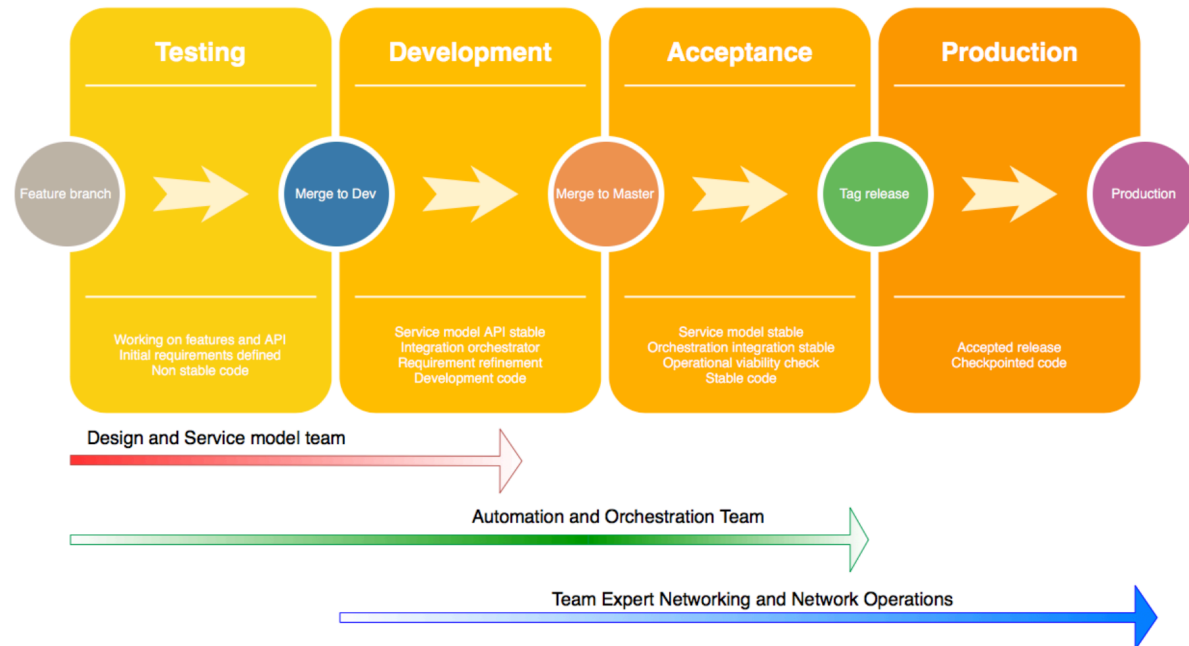 Testing
Development
Acceptance
Production
Feature branch
Merge to Dev
Merge to Master
Tag release
Production
Working on features and API
Initial requirements defined
Non stable code
Service model API stable
Integration orchestrator
Requirement refinement
Development code
Service model stable
Orchestration integration stable
Operational viability check
Stable code
Accepted release
Checkpointed code
Design and Service model team
Automation and Orchestration Team
Team Expert Networking and Network Operations